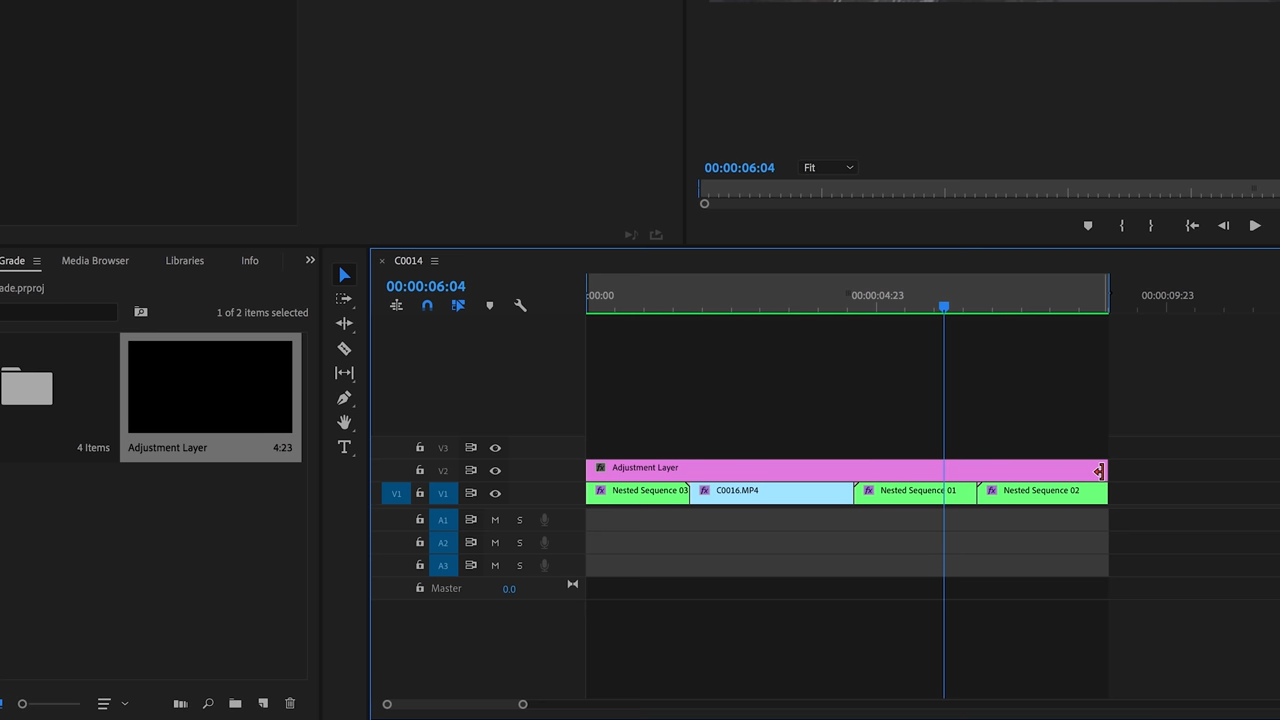 00:00:06:04 Fit
Grade Media Browser Libraries Info
C0014
ade.prproj
00:00:06:04
:00:00 00:00:04:23 00:00:09:23
1 of 2 items selected
4 Items Adjustment Layer 4:23
V3
V2 Adjustment Layer
V1 V1 Nested Sequence 03 C0016.MP4 Nested Sequence 01 Nested Sequence 02
A1 M S
A2 M S
A3 M S
Master 0.0